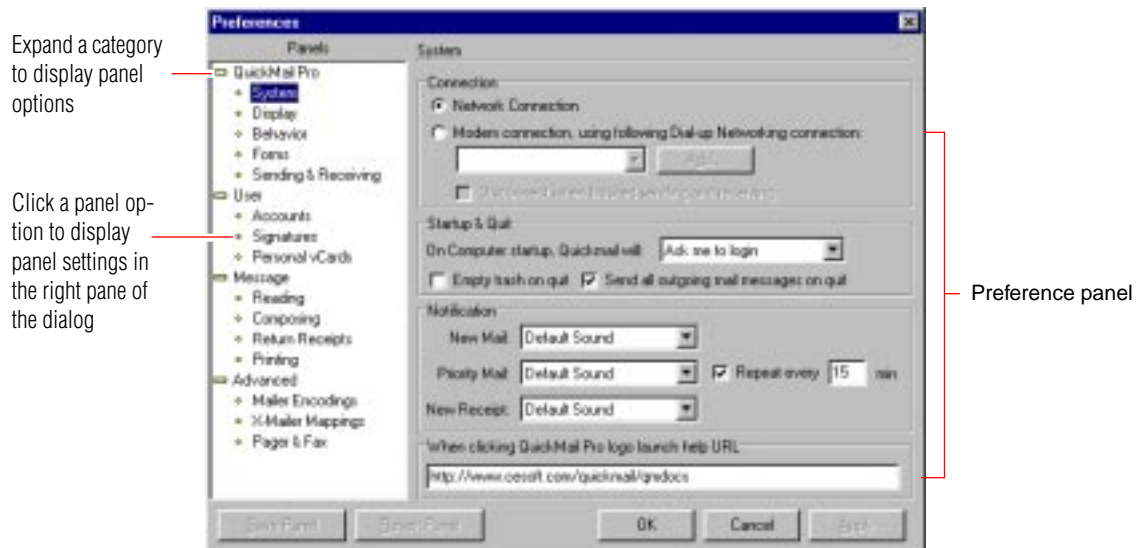 Preferences
Expand a category
to display panel
options
Click a panel op-
tion to display
panel settings in
the right pane of
the dialog
Panels
QuickMail Pro
System
Display
Behavior
Forms
Sending & Receiving
User
Accounts
Signatures
Personal vCards
Message
Reading
Composing
Return Receipts
Printing
Advanced
Mailer Encodings
X-Mailer Mappings
Pager & Fax
System
Connection
Network Connection
Modem connection, using following Dial-up Networking connection:
Add...
Startup & Quit
On Computer startup, Quickmail will: Ask me to login
Empty trash on quit Send all outgoing mail messages on quit
Notification
New Mail: Default Sound
Priority Mail: Default Sound Repeat every 15 min
New Receipt: Default Sound
When clicking QuickMail Pro logo launch help URL
http://www.cesoft.com/quickmail/qmdocs
OK Cancel Apply
Preference panel